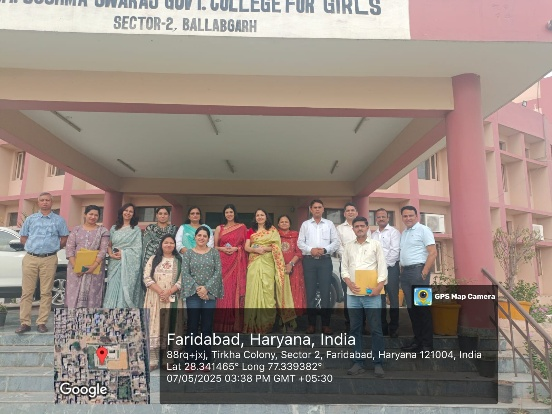 SUSHMA SWARAJ GOVT. COLLEGE FOR GIRLS
SECTOR-2, BALLABGARH
GPS Map Camera
Faridabad, Haryana, India
88rq+jxj, Tirkha Colony, Sector 2, Faridabad, Haryana 121004, India
Lat 28.341465° Long 77.339382°
07/05/2025 03:38 PM GMT +05:30
Google